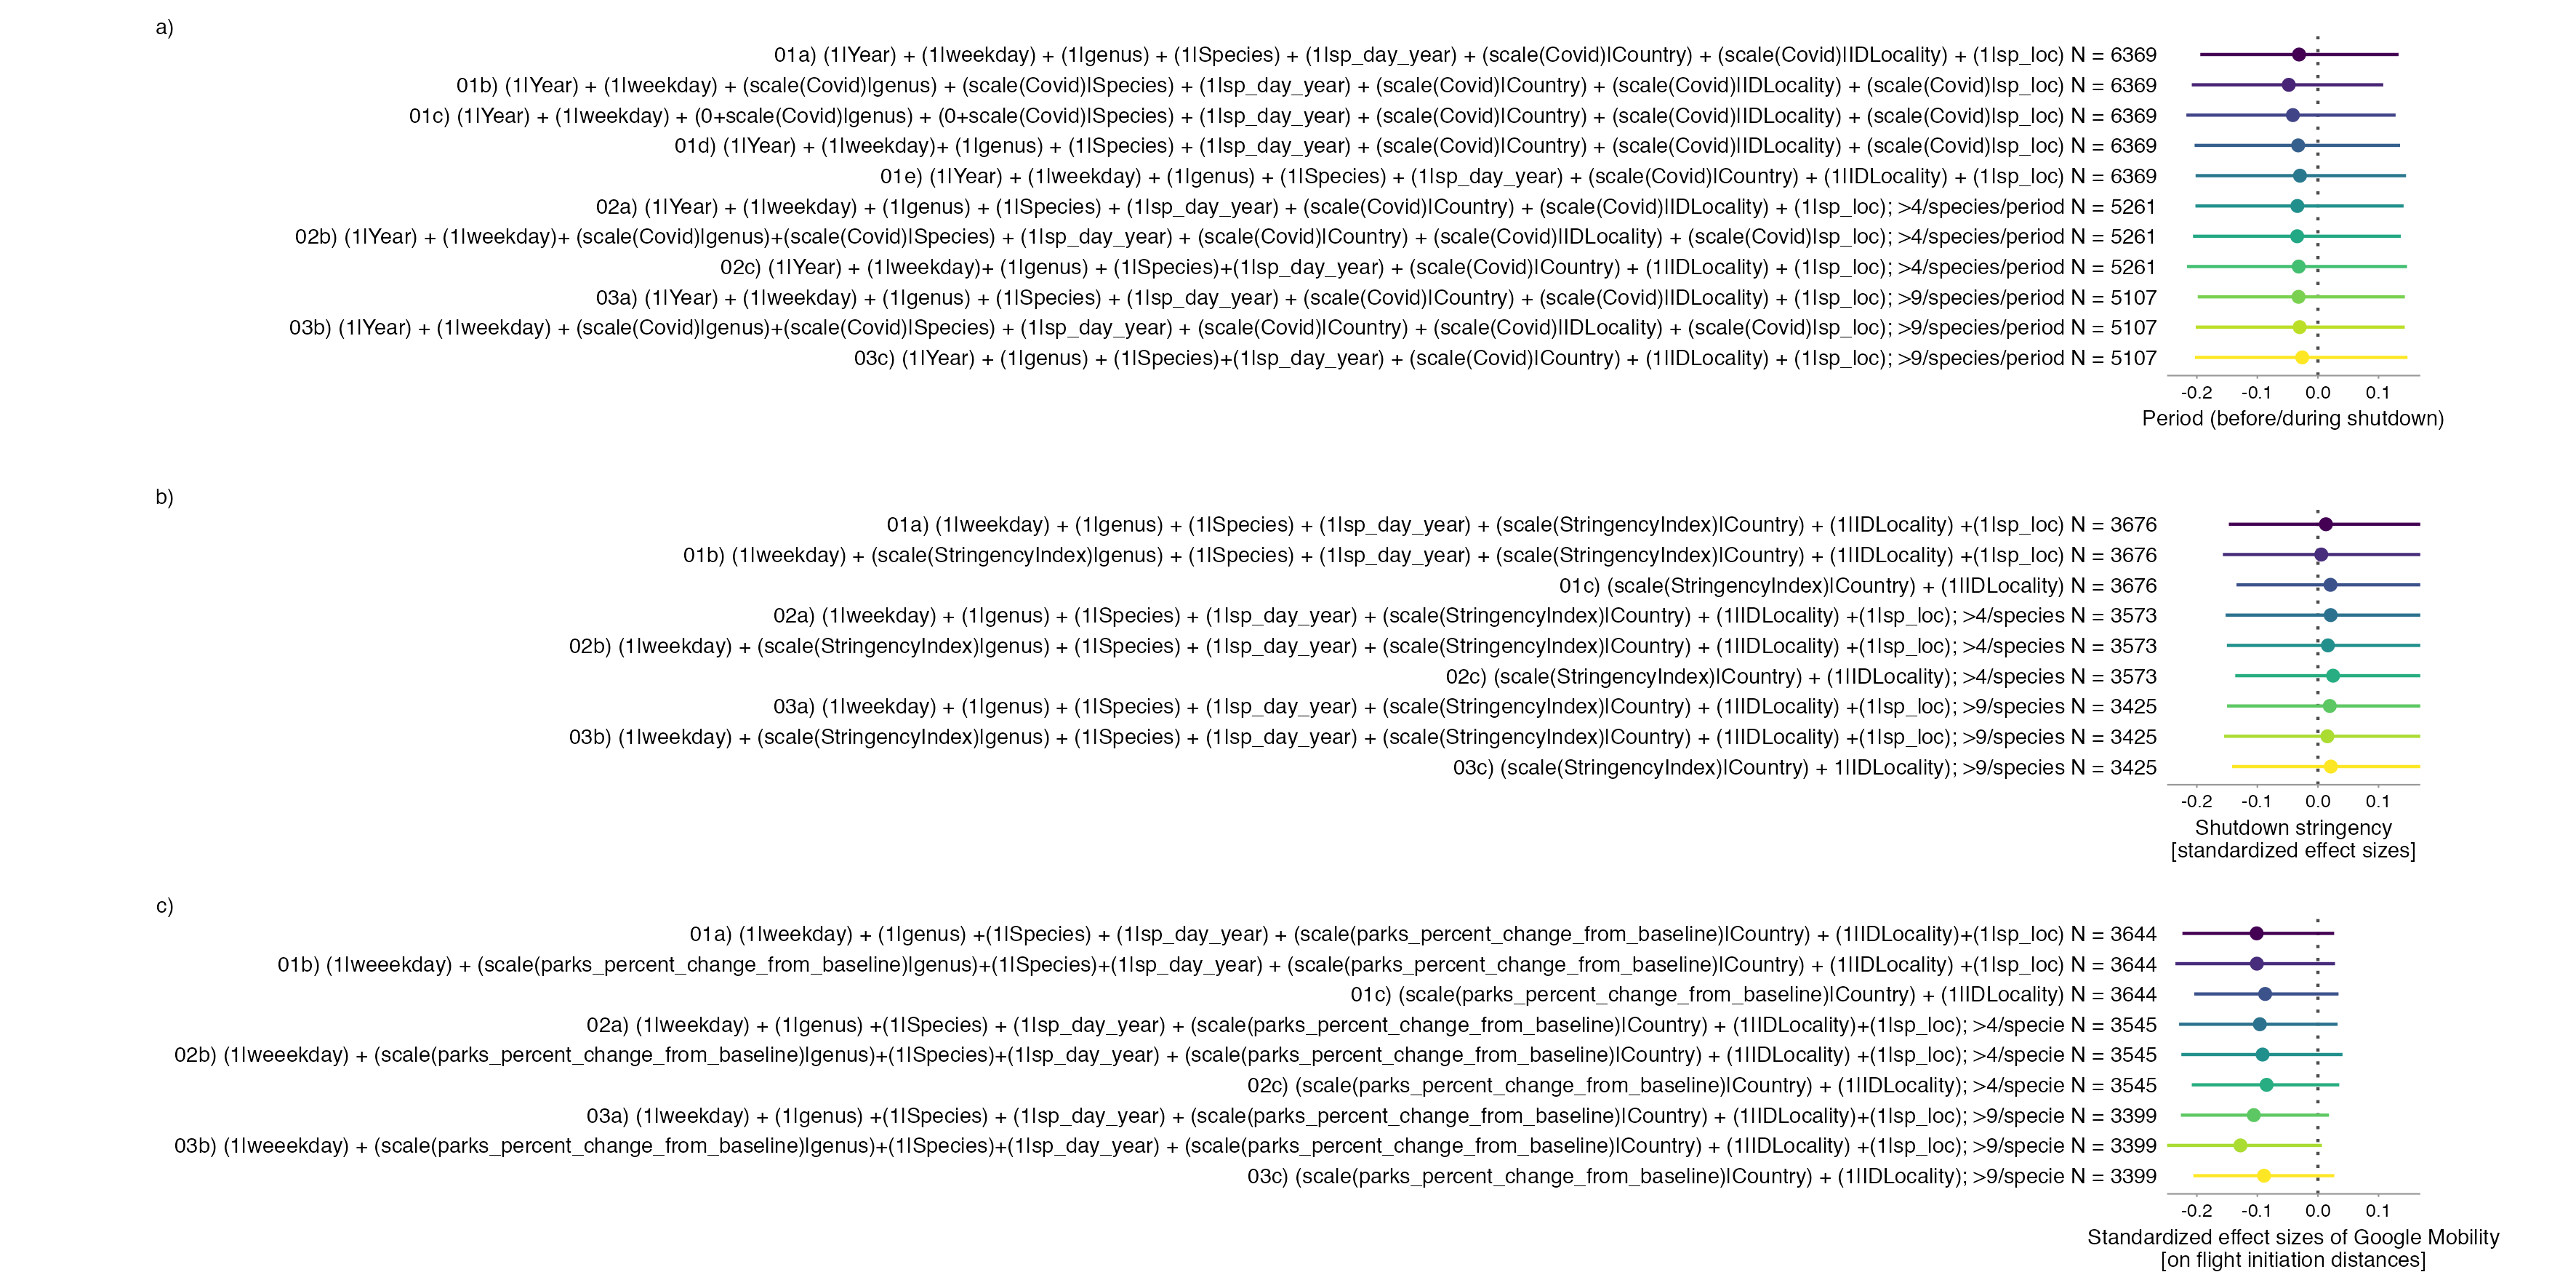 a)
01a) (1|Year) + (1|weekday) + (1|genus) + (1|Species) + (1|sp_day_year) + (scale(Covid)|Country) + (scale(Covid)|IDLocality) + (1|sp_loc) N = 6369
01b) (1|Year) + (1|weekday) + (scale(Covid)|genus) + (scale(Covid)|Species) + (1|sp_day_year) + (scale(Covid)|Country) + (scale(Covid)|IDLocality) + (scale(Covid)|sp_loc) N = 6369
01c) (1|Year) + (1|weekday) + (0+scale(Covid)|genus) + (0+scale(Covid)|Species) + (1|sp_day_year) + (scale(Covid)|Country) + (scale(Covid)|IDLocality) + (scale(Covid)|sp_loc) N = 6369
01d) (1|Year) + (1|weekday)+ (1|genus) + (1|Species) + (1|sp_day_year) + (scale(Covid)|Country) + (scale(Covid)|IDLocality) + (scale(Covid)|sp_loc) N = 6369
01e) (1|Year) + (1|weekday) + (1|genus) + (1|Species) + (1|sp_day_year) + (scale(Covid)|Country) + (1|IDLocality) + (1|sp_loc) N = 6369
02a) (1|Year) + (1|weekday) + (1|genus) + (1|Species) + (1|sp_day_year) + (scale(Covid)|Country) + (scale(Covid)|IDLocality) + (1|sp_loc); >4/species/period N = 5261
02b) (1|Year) + (1|weekday)+ (scale(Covid)|genus)+(scale(Covid)|Species) + (1|sp_day_year) + (scale(Covid)|Country) + (scale(Covid)|IDLocality) + (scale(Covid)|sp_loc); >4/species/period N = 5261
02c) (1|Year) + (1|weekday)+ (1|genus) + (1|Species)+(1|sp_day_year) + (scale(Covid)|Country) + (1|IDLocality) + (1|sp_loc); >4/species/period N = 5261
03a) (1|Year) + (1|weekday) + (1|genus) + (1|Species) + (1|sp_day_year) + (scale(Covid)|Country) + (scale(Covid)|IDLocality) + (1|sp_loc); >9/species/period N = 5107
03b) (1|Year) + (1|weekday) + (scale(Covid)|genus)+(scale(Covid)|Species) + (1|sp_day_year) + (scale(Covid)|Country) + (scale(Covid)|IDLocality) + (scale(Covid)|sp_loc); >9/species/period N = 5107
03c) (1|Year) + (1|genus) + (1|Species)+(1|sp_day_year) + (scale(Covid)|Country) + (1|IDLocality) + (1|sp_loc); >9/species/period N = 5107
-0.2 -0.1 0.0 0.1
Period (before/during shutdown)
b)
01a) (1|weekday) + (1|genus) + (1|Species) + (1|sp_day_year) + (scale(StringencyIndex)|Country) + (1|IDLocality) +(1|sp_loc) N = 3676
01b) (1|weekday) + (scale(StringencyIndex)|genus) + (1|Species) + (1|sp_day_year) + (scale(StringencyIndex)|Country) + (1|IDLocality) +(1|sp_loc) N = 3676
01c) (scale(StringencyIndex)|Country) + (1|IDLocality) N = 3676
02a) (1|weekday) + (1|genus) + (1|Species) + (1|sp_day_year) + (scale(StringencyIndex)|Country) + (1|IDLocality) +(1|sp_loc); >4/species N = 3573
02b) (1|weekday) + (scale(StringencyIndex)|genus) + (1|Species) + (1|sp_day_year) + (scale(StringencyIndex)|Country) + (1|IDLocality) +(1|sp_loc); >4/species N = 3573
02c) (scale(StringencyIndex)|Country) + (1|IDLocality); >4/species N = 3573
03a) (1|weekday) + (1|genus) + (1|Species) + (1|sp_day_year) + (scale(StringencyIndex)|Country) + (1|IDLocality) +(1|sp_loc); >9/species N = 3425
03b) (1|weekday) + (scale(StringencyIndex)|genus) + (1|Species) + (1|sp_day_year) + (scale(StringencyIndex)|Country) + (1|IDLocality) +(1|sp_loc); >9/species N = 3425
03c) (scale(StringencyIndex)|Country) + 1|IDLocality); >9/species N = 3425
-0.2 -0.1 0.0 0.1
Shutdown stringency
[standardized effect sizes]
c)
01a) (1|weekday) + (1|genus) +(1|Species) + (1|sp_day_year) + (scale(parks_percent_change_from_baseline)|Country) + (1|IDLocality)+(1|sp_loc) N = 3644
01b) (1|weeekday) + (scale(parks_percent_change_from_baseline)|genus)+(1|Species)+(1|sp_day_year) + (scale(parks_percent_change_from_baseline)|Country) + (1|IDLocality) +(1|sp_loc) N = 3644
01c) (scale(parks_percent_change_from_baseline)|Country) + (1|IDLocality) N = 3644
02a) (1|weekday) + (1|genus) +(1|Species) + (1|sp_day_year) + (scale(parks_percent_change_from_baseline)|Country) + (1|IDLocality)+(1|sp_loc); >4/specie N = 3545
02b) (1|weeekday) + (scale(parks_percent_change_from_baseline)|genus)+(1|Species)+(1|sp_day_year) + (scale(parks_percent_change_from_baseline)|Country) + (1|IDLocality) +(1|sp_loc); >4/specie N = 3545
02c) (scale(parks_percent_change_from_baseline)|Country) + (1|IDLocality); >4/specie N = 3545
03a) (1|weekday) + (1|genus) +(1|Species) + (1|sp_day_year) + (scale(parks_percent_change_from_baseline)|Country) + (1|IDLocality)+(1|sp_loc); >9/specie N = 3399
03b) (1|weeekday) + (scale(parks_percent_change_from_baseline)|genus)+(1|Species)+(1|sp_day_year) + (scale(parks_percent_change_from_baseline)|Country) + (1|IDLocality) +(1|sp_loc); >9/specie N = 3399
03c) (scale(parks_percent_change_from_baseline)|Country) + (1|IDLocality); >9/specie N = 3399
-0.2 -0.1 0.0 0.1
Standardized effect sizes of Google Mobility
[on flight initiation distances]